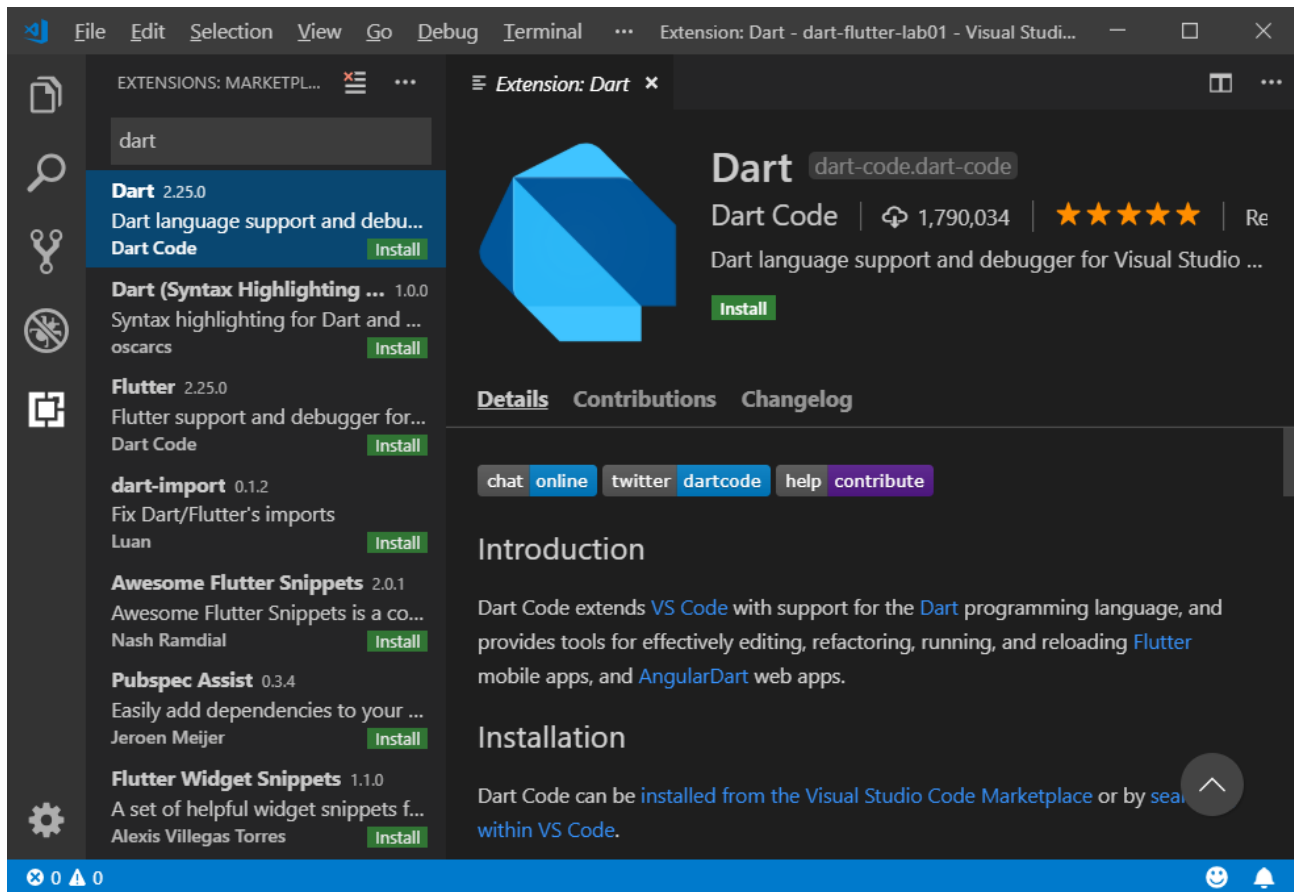 File Edit Selection View Go Debug Terminal ··· Extension: Dart - dart-flutter-lab01 - Visual Studi...
EXTENSIONS: MARKETPL...
dart
Dart 2.25.0
Dart language support and debu...
Dart Code Install
Dart (Syntax Highlighting ... 1.0.0
Syntax highlighting for Dart and ...
oscarcs Install
Flutter 2.25.0
Flutter support and debugger for...
Dart Code Install
dart-import 0.1.2
Fix Dart/Flutter's imports
Luan Install
Awesome Flutter Snippets 2.0.1
Awesome Flutter Snippets is a co...
Nash Ramdial Install
Pubspec Assist 0.3.4
Easily add dependencies to your ...
Jeroen Meijer Install
Flutter Widget Snippets 1.1.0
A set of helpful widget snippets f...
Alexis Villegas Torres Install
Extension: Dart
Dart dart-code.dart-code
Dart Code 1,790,034 Re
Dart language support and debugger for Visual Studio ...
Install
Details Contributions Changelog
chat online twitter dartcode help contribute
Introduction
Dart Code extends VS Code with support for the Dart programming language, and
provides tools for effectively editing, refactoring, running, and reloading Flutter
mobile apps, and AngularDart web apps.
Installation
Dart Code can be installed from the Visual Studio Code Marketplace or by sea
within VS Code.
0 0